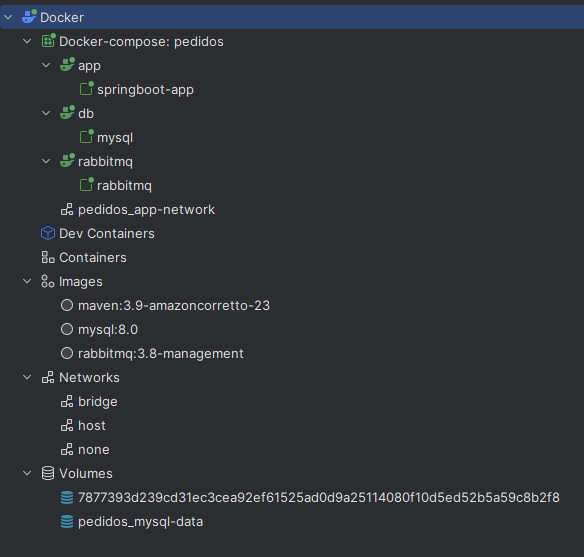 Docker
Docker-compose: pedidos
app
springboot-app
db
mysql
rabbitmq
rabbitmq
pedidos_app-network
Dev Containers
Containers
Images
maven:3.9-amazoncorretto-23
mysql:8.0
rabbitmq:3.8-management
Networks
bridge
host
none
Volumes
7877393d239cd31ec3cea92ef61525ad0d9a25114080f10d5ed52b5a59c8b2f8
pedidos_mysql-data